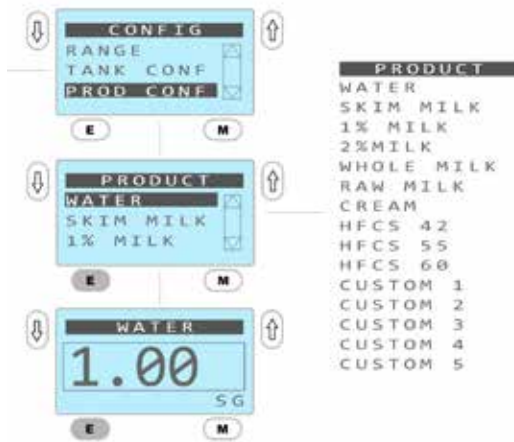 CONFIG
RANGE
TANK CONF
PROD CONF
E M
PRODUCT
WATER
SKIM MILK
1% MILK
E M
WATER
1.00
SG
E M
PRODUCT
WATER
SKIM MILK
1% MILK
2%MILK
WHOLE MILK
RAW MILK
CREAM
HFCS 42
HFCS 55
HFCS 60
CUSTOM 1
CUSTOM 2
CUSTOM 3
CUSTOM 4
CUSTOM 5